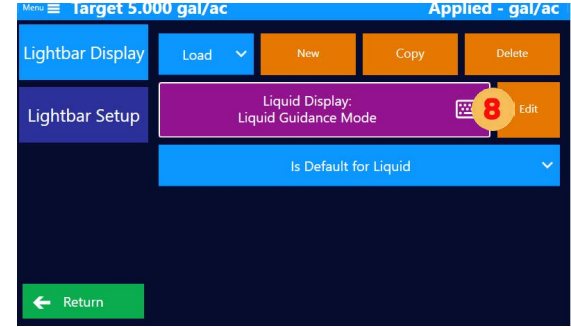 Menu Target 5.000 gal/ac Applied - gal/ac
Lightbar Display
Load
New
Copy
Delete
Lightbar Setup
Liquid Display:
Liquid Guidance Mode
8
Edit
Is Default for Liquid
Return